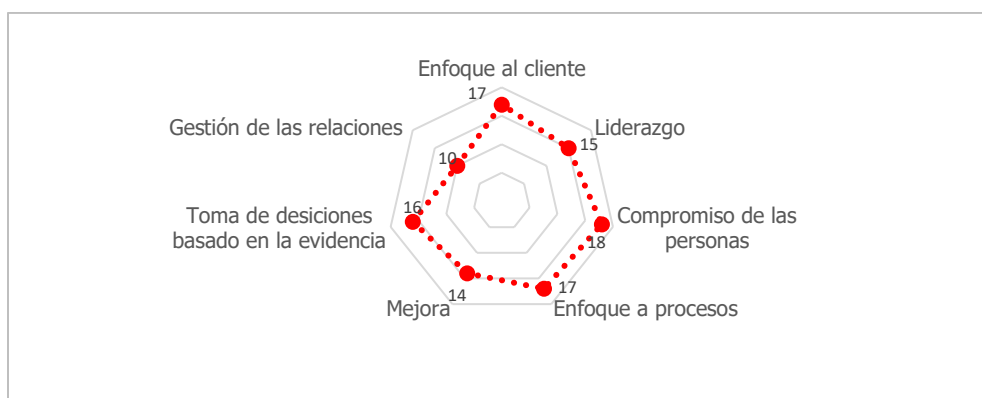 Enfoque al cliente
17
Gestión de las relaciones
Liderazgo
15
10
Toma de desiciones
basado en la evidencia
16
Compromiso de las
personas
18
17
14
Mejora
Enfoque a procesos